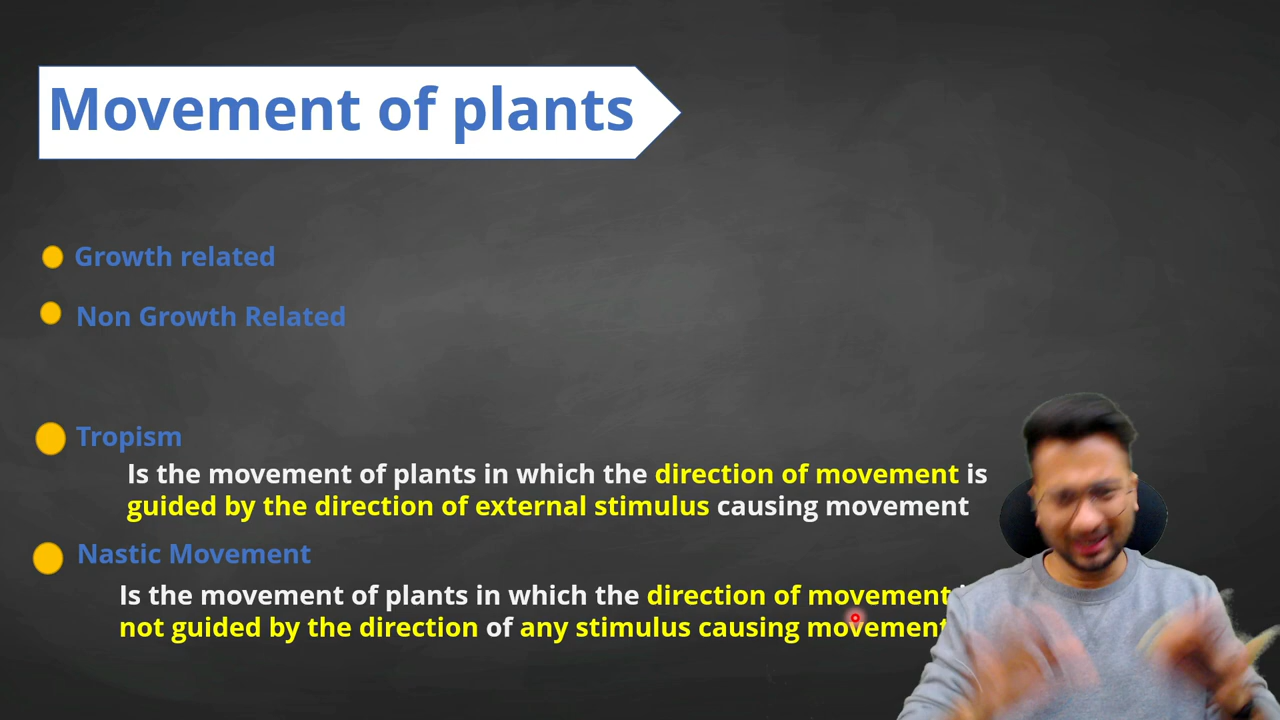 Movement of plants
Growth related
Non Growth Related
Tropism
Is the movement of plants in which the direction of movement is
guided by the direction of external stimulus causing movement
Nastic Movement
Is the movement of plants in which the direction of movement
not guided by the direction of any stimulus causing movement